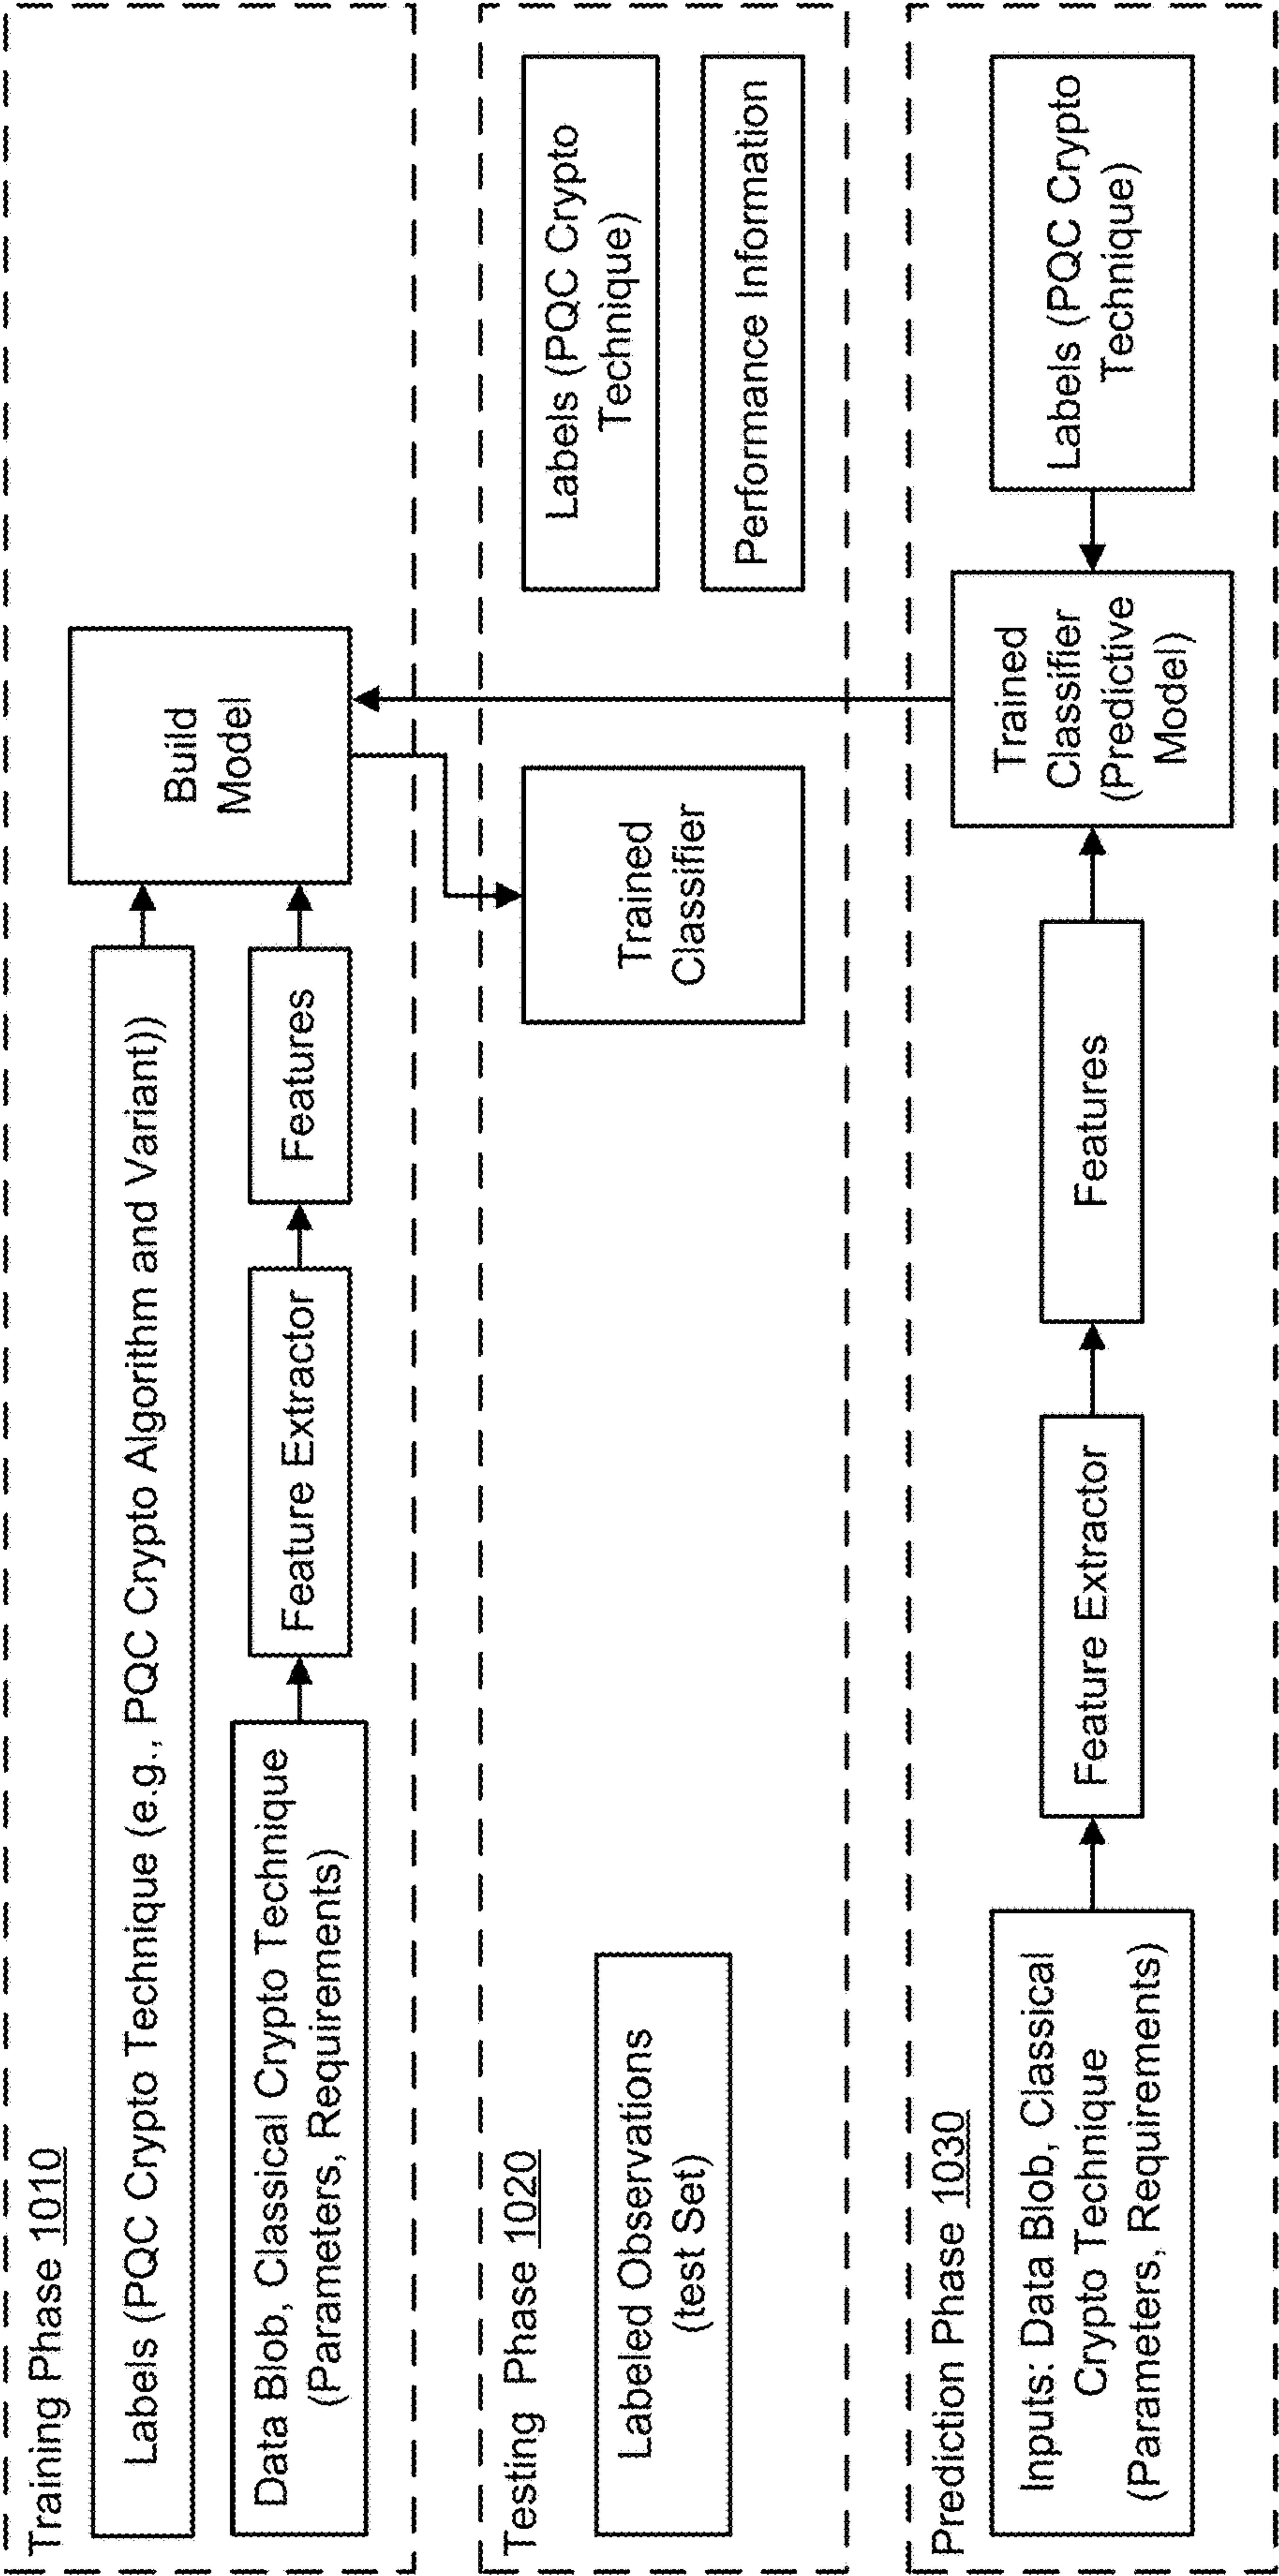 Training Phase 1010
Labels (PQC Crypto Technique (e.g., PQC Crypto Algorithm and Variant))
Data Blob, Classical Crypto Technique
(Parameters, Requirements)
Feature Extractor
Features
Build
Model
Testing Phase 1020
Labeled Observations
(test Set)
Trained
Classifier
Labels (PQC Crypto
Technique)
Performance Information
Prediction Phase 1030
Inputs: Data Blob, Classical
Crypto Technique
(Parameters, Requirements)
Feature Extractor
Features
Trained
Classifier
(Predictive
Model)
Labels (PQC Crypto
Technique)